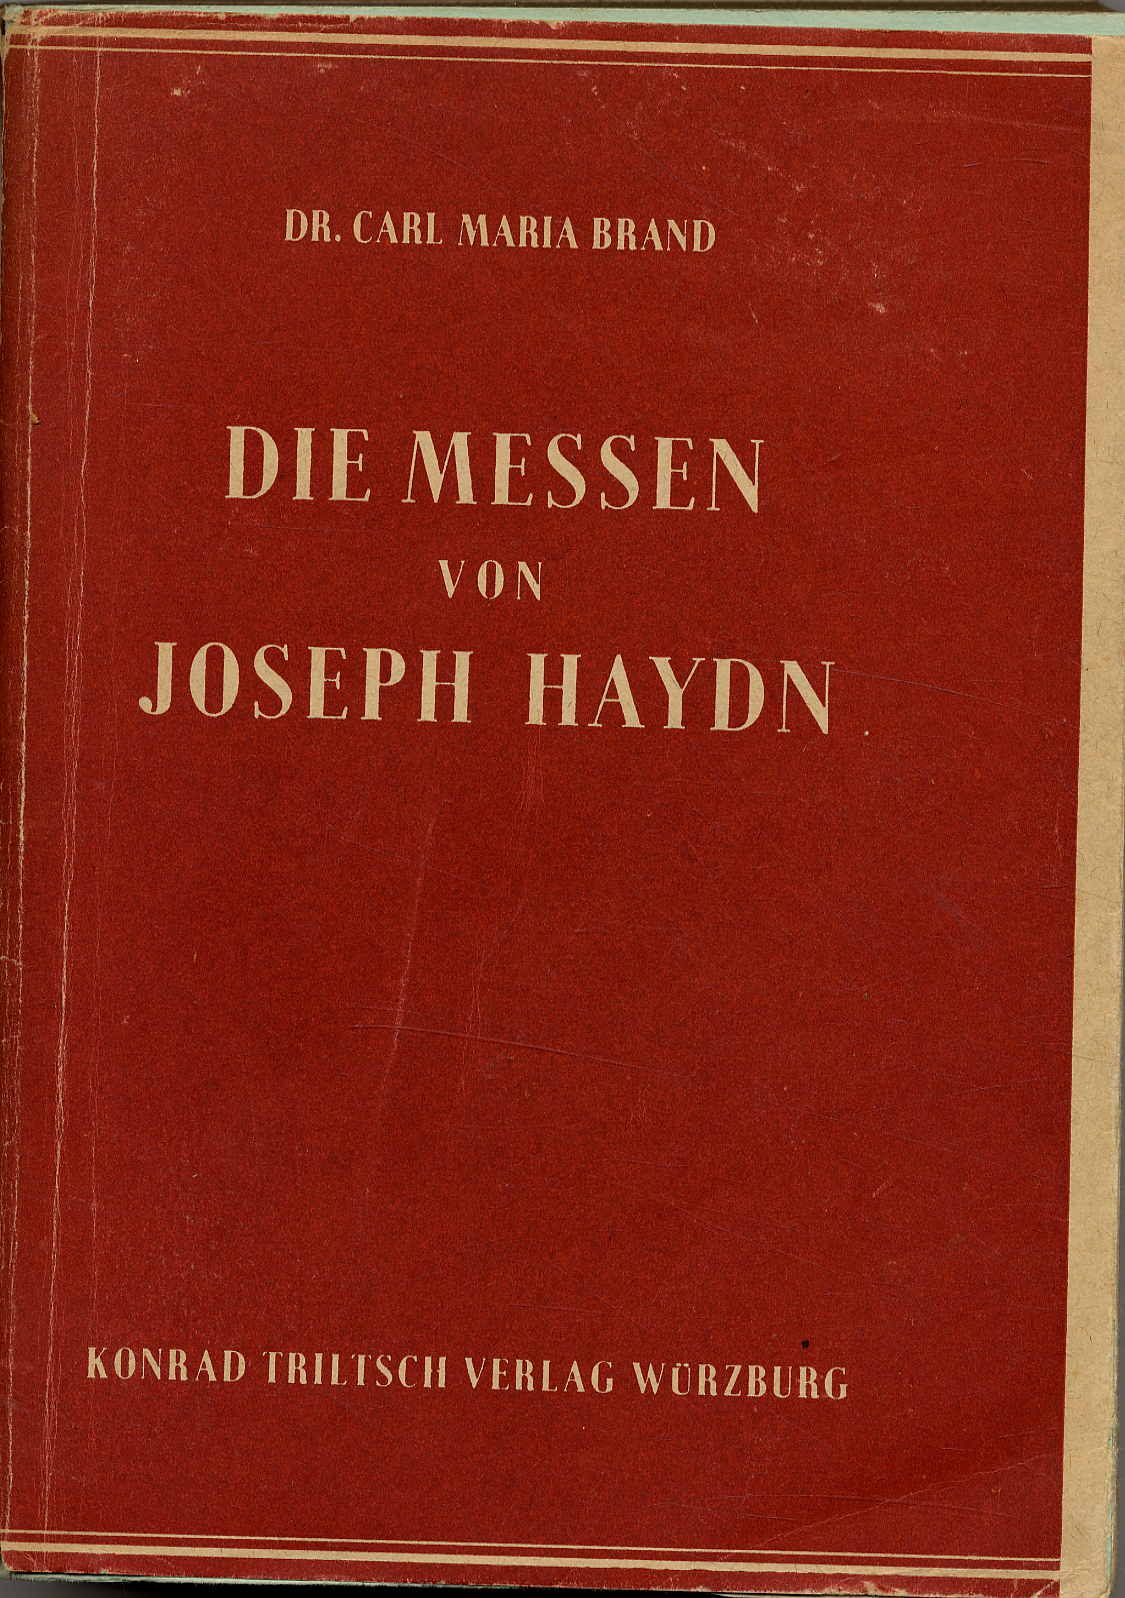 DR. CARL MARIA BRAND
DIE MESSEN
VON
JOSEPH HAYDN
KONRAD TRILTSCH VERLAG WÜRZBURG